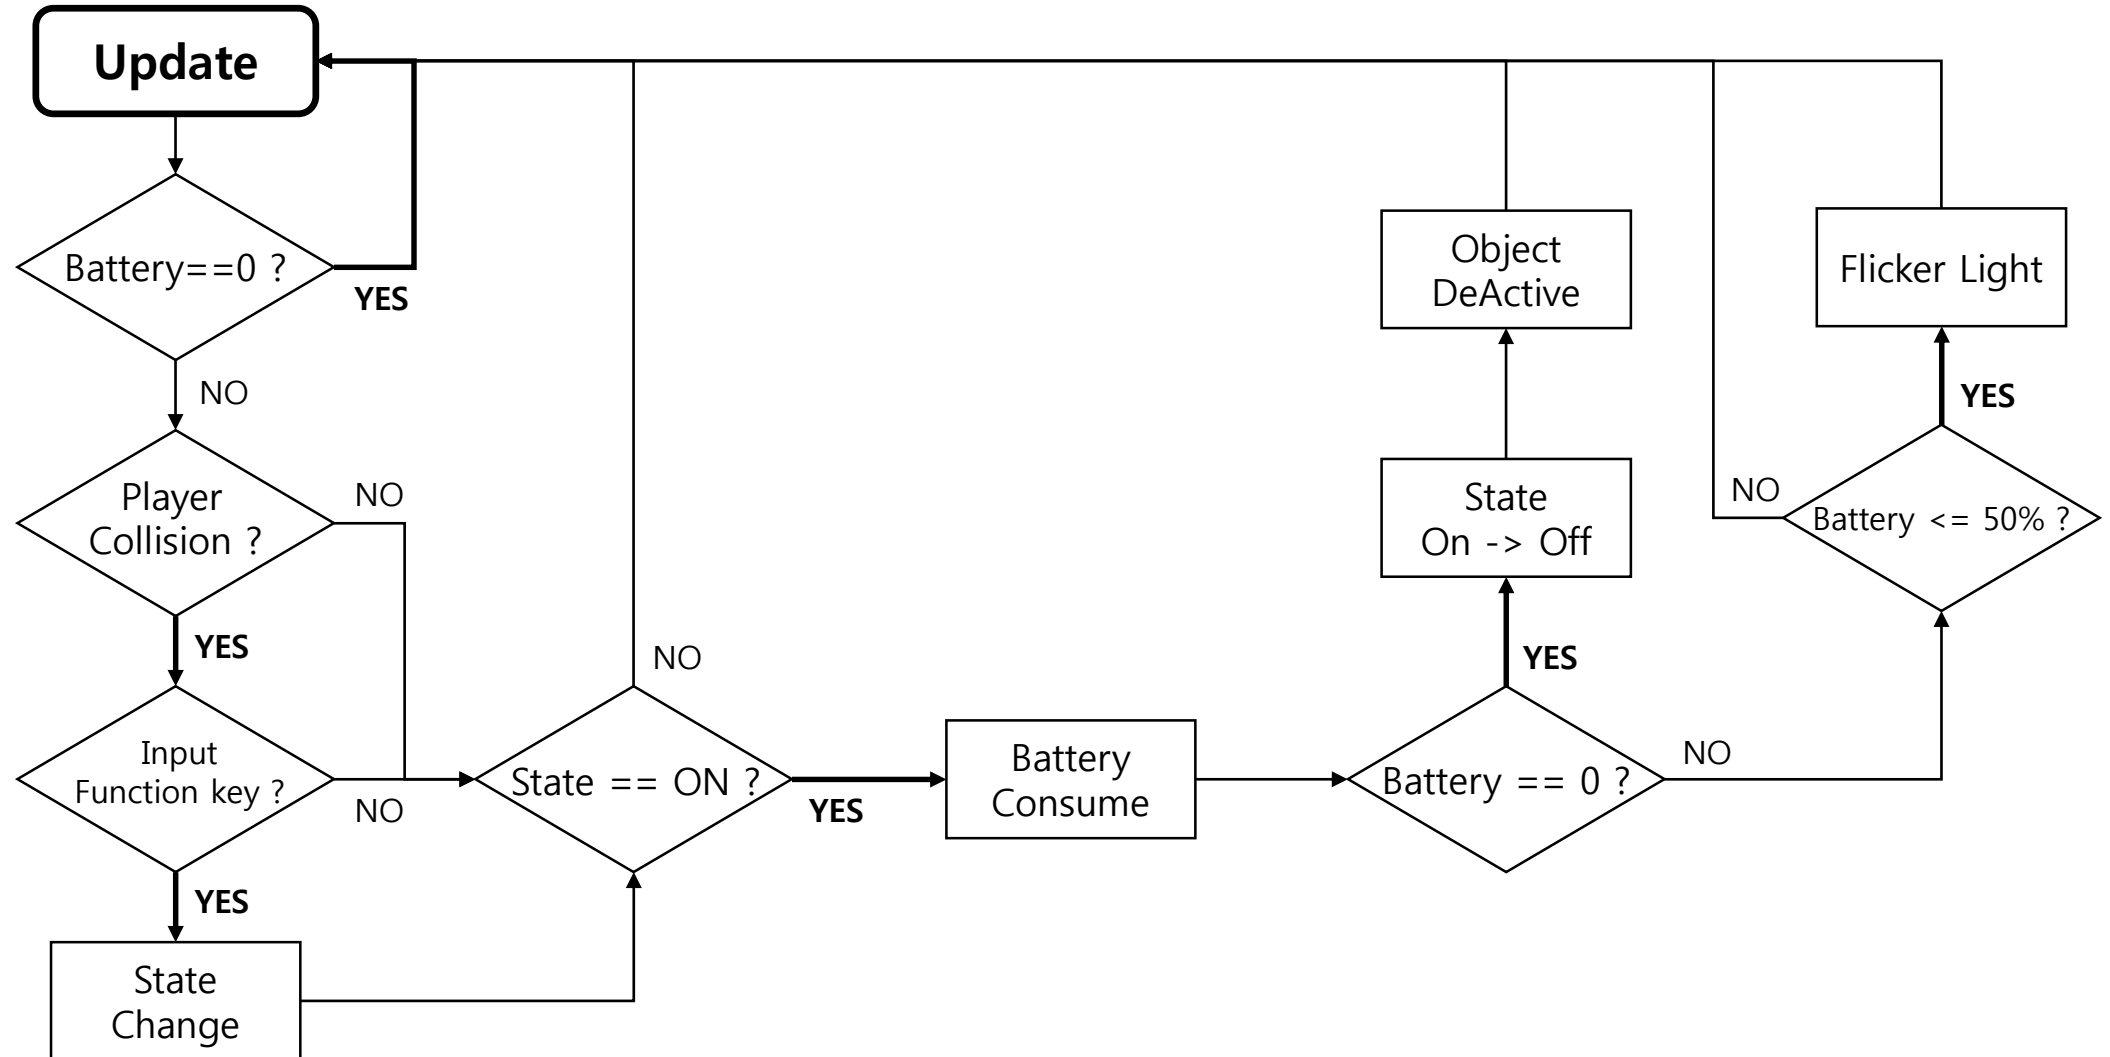 Update
Battery==0 ?
YES
NO
Player
Collision ?
NO
YES
Input
Function key ?
NO
YES
State
Change
State == ON ?
NO
YES
Battery
Consume
Battery == 0 ?
YES
NO
State
On -> Off
Object
DeActive
Battery <= 50% ?
NO
YES
Flicker Light